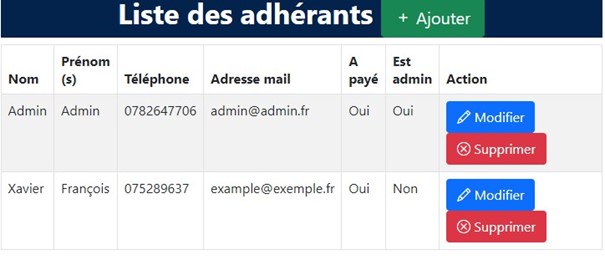 Liste des adhérants + Ajouter
Nom Prénom(s) Téléphone Adresse mail A payé Est admin Action
Admin Admin 0782647706 admin@admin.fr Oui Oui Modifier
Supprimer
Xavier François 075289637 example@exemple.fr Oui Non Modifier
Supprimer